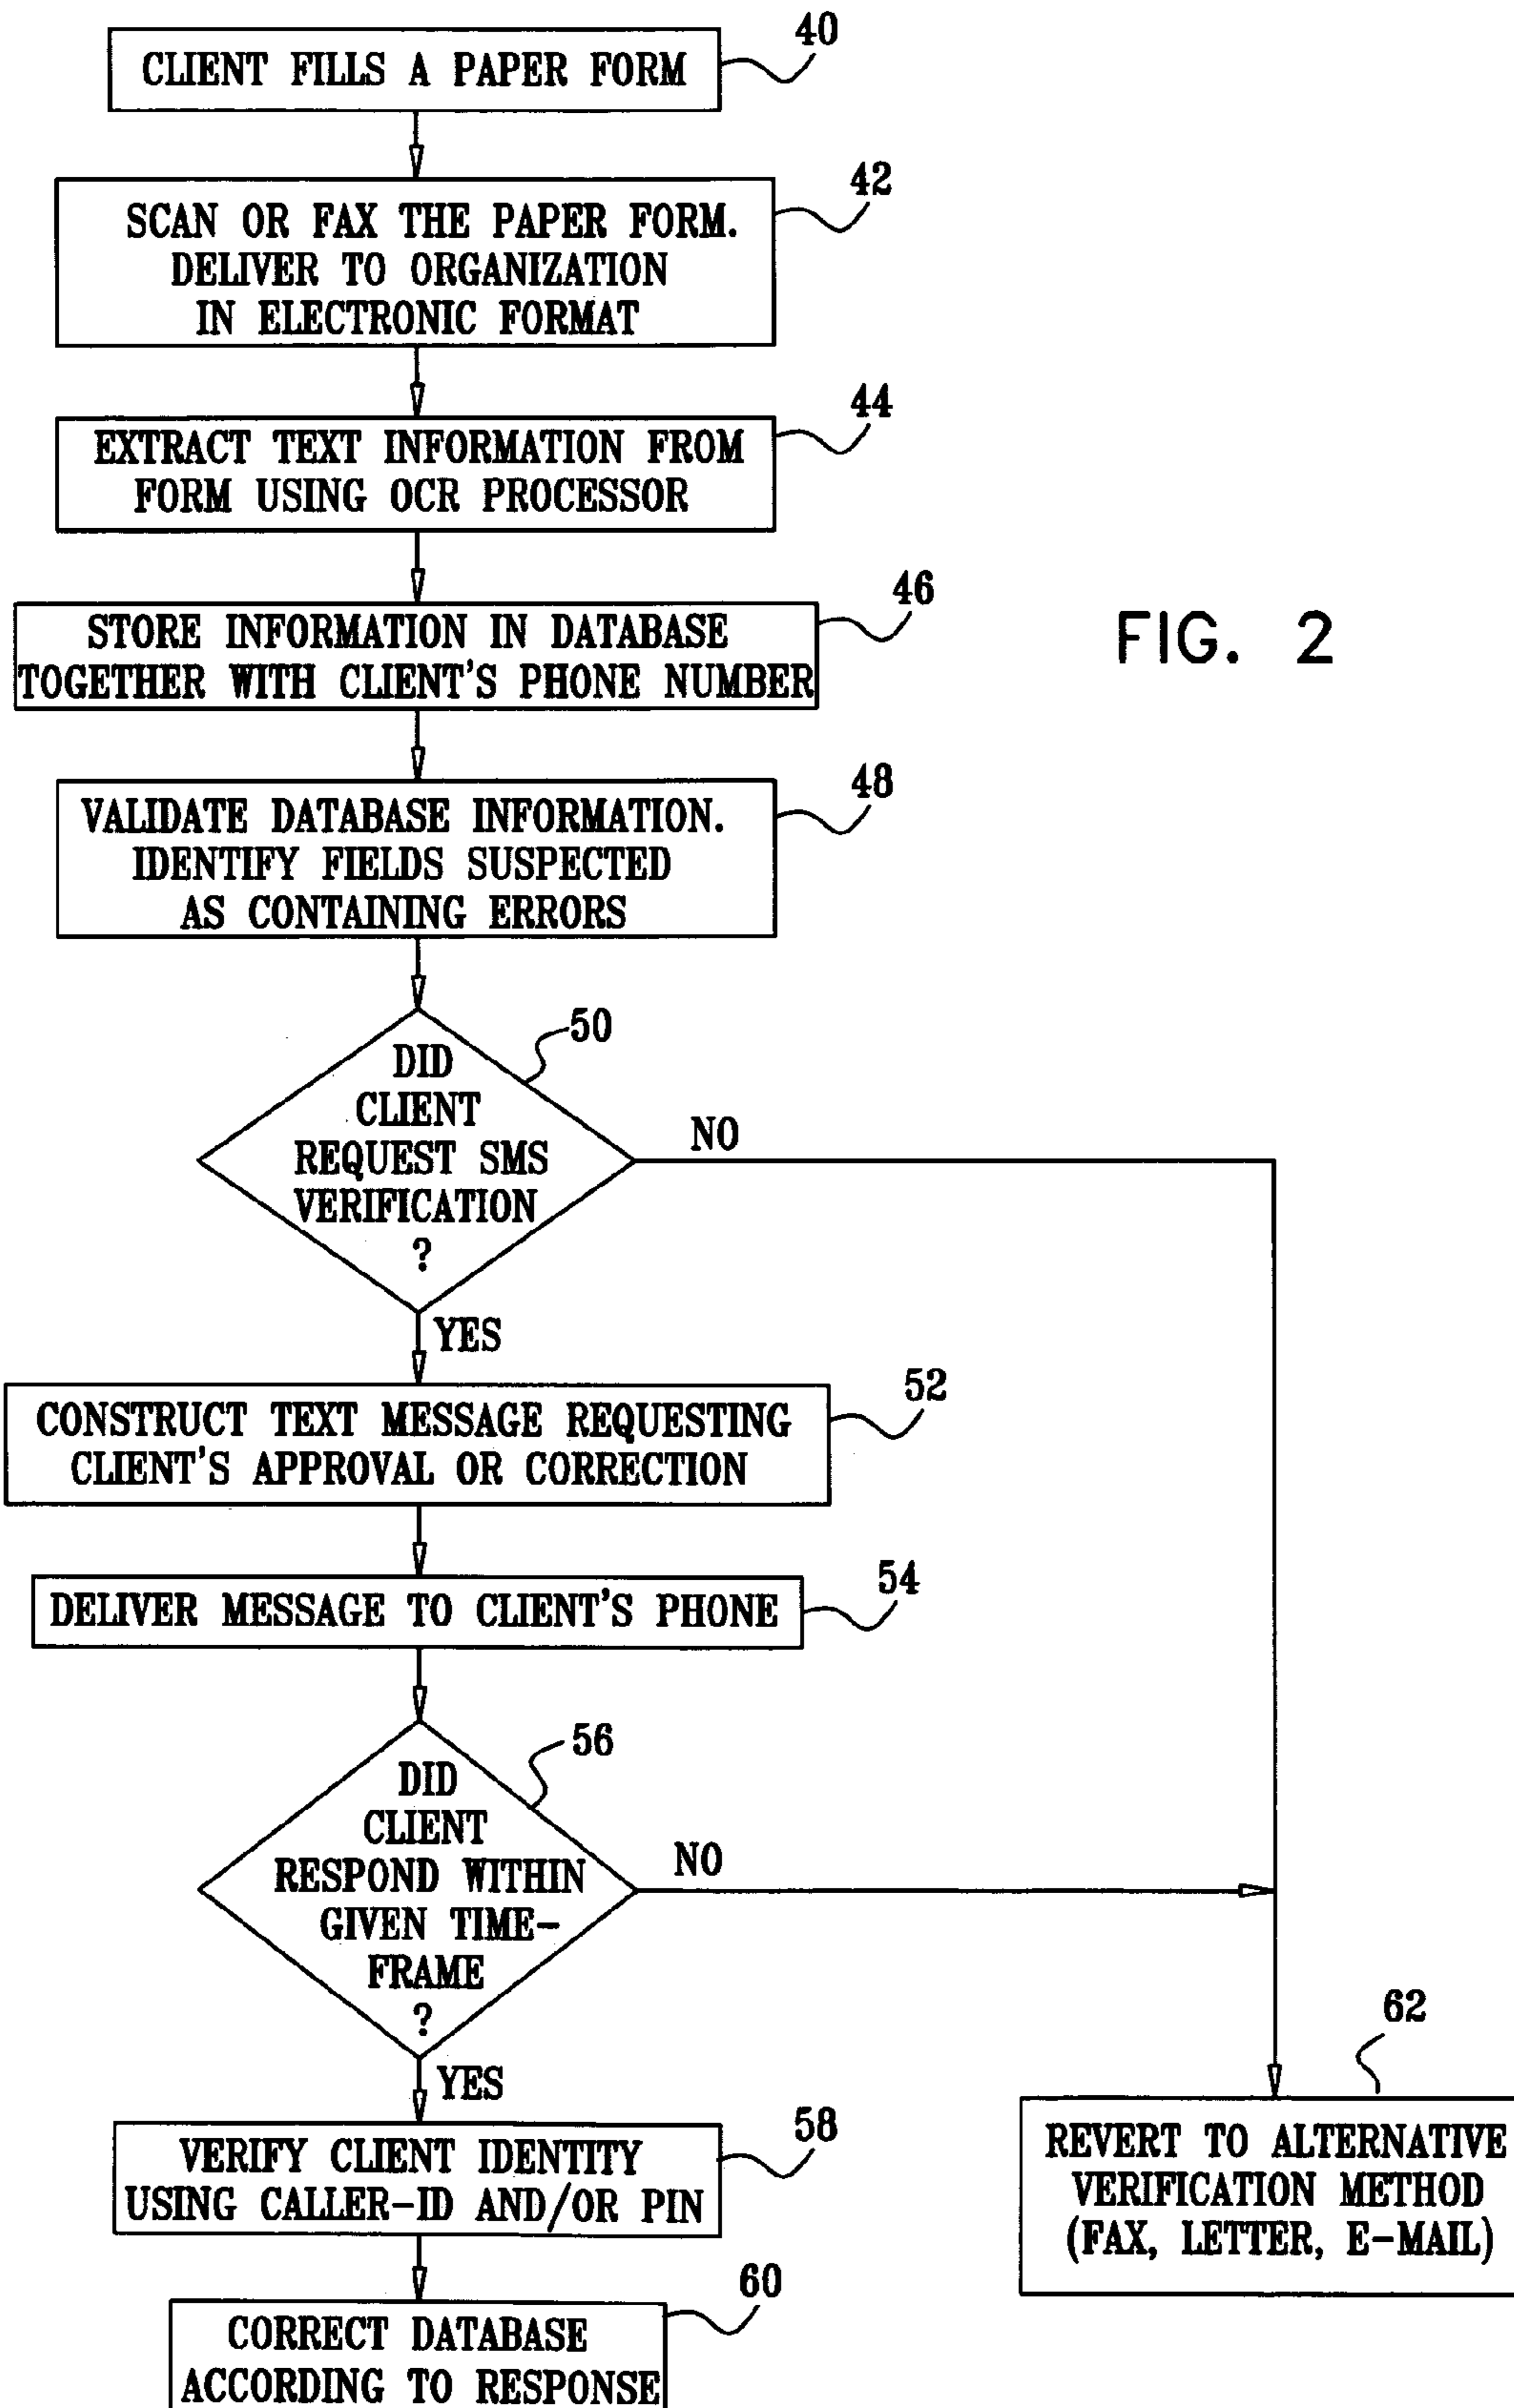 40
CLIENT FILLS A PAPER FORM
42
SCAN OR FAX THE PAPER FORM.
DELIVER TO ORGANIZATION
IN ELECTRONIC FORMAT
44
EXTRACT TEXT INFORMATION FROM
FORM USING OCR PROCESSOR
46
STORE INFORMATION IN DATABASE
TOGETHER WITH CLIENT'S PHONE NUMBER
FIG. 2
48
VALIDATE DATABASE INFORMATION.
IDENTIFY FIELDS SUSPECTED
AS CONTAINING ERRORS
50
DID
CLIENT
REQUEST SMS
VERIFICATION
?
NO
YES
52
CONSTRUCT TEXT MESSAGE REQUESTING
CLIENT'S APPROVAL OR CORRECTION
54
DELIVER MESSAGE TO CLIENT'S PHONE
56
DID
CLIENT
RESPOND WITHIN
GIVEN TIME-
FRAME
?
NO
YES
58
VERIFY CLIENT IDENTITY
USING CALLER-ID AND/OR PIN
62
REVERT TO ALTERNATIVE
VERIFICATION METHOD
(FAX, LETTER, E-MAIL)
60
CORRECT DATABASE
ACCORDING TO RESPONSE